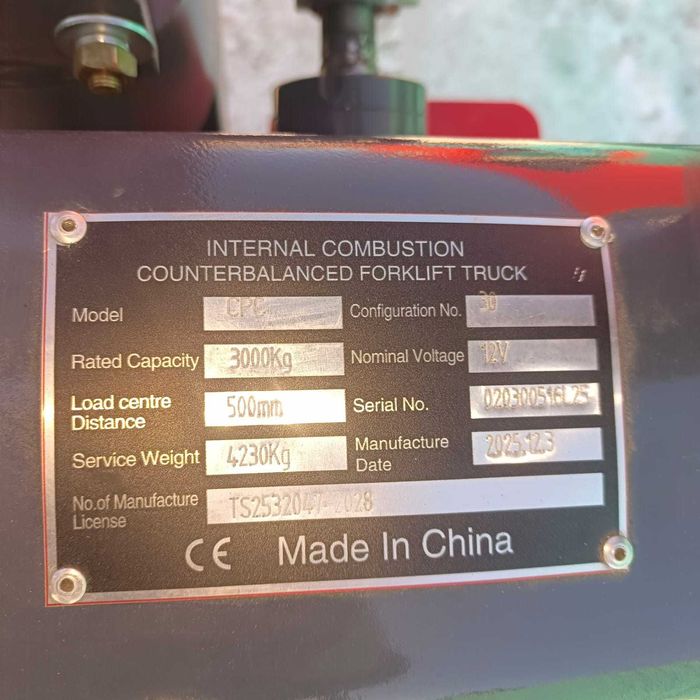 INTERNAL COMBUSTION
COUNTERBALANCED FORKLIFT TRUCK
Model CPC Configuration No. 30
Rated Capacity 3000Kg Nominal Voltage 12V
Load centre Distance 500mm Serial No. 020300516L25
Service Weight 4230Kg Manufacture Date 2025.12.3
No.of Manufacture License TS2532047-2028
CE Made In China